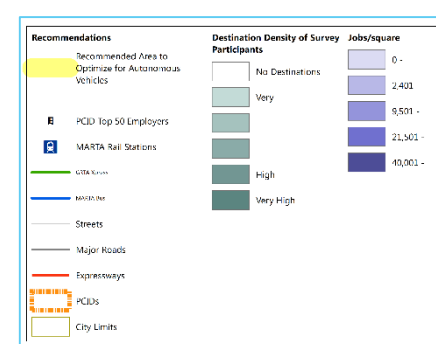 Recommendations
Recommended Area to
Optimize for Autonomous
Vehicles
PCID Top 50 Employers
MARTA Rail Stations
GRTA Xpress
MARTA Bus
Streets
Major Roads
Expressways
PCIDs
City Limits
Destination Density of Survey
Participants
No Destinations
Very
High
Very High
Jobs/square
0 -
2,401
9,501 -
21,501 -
40,001 -